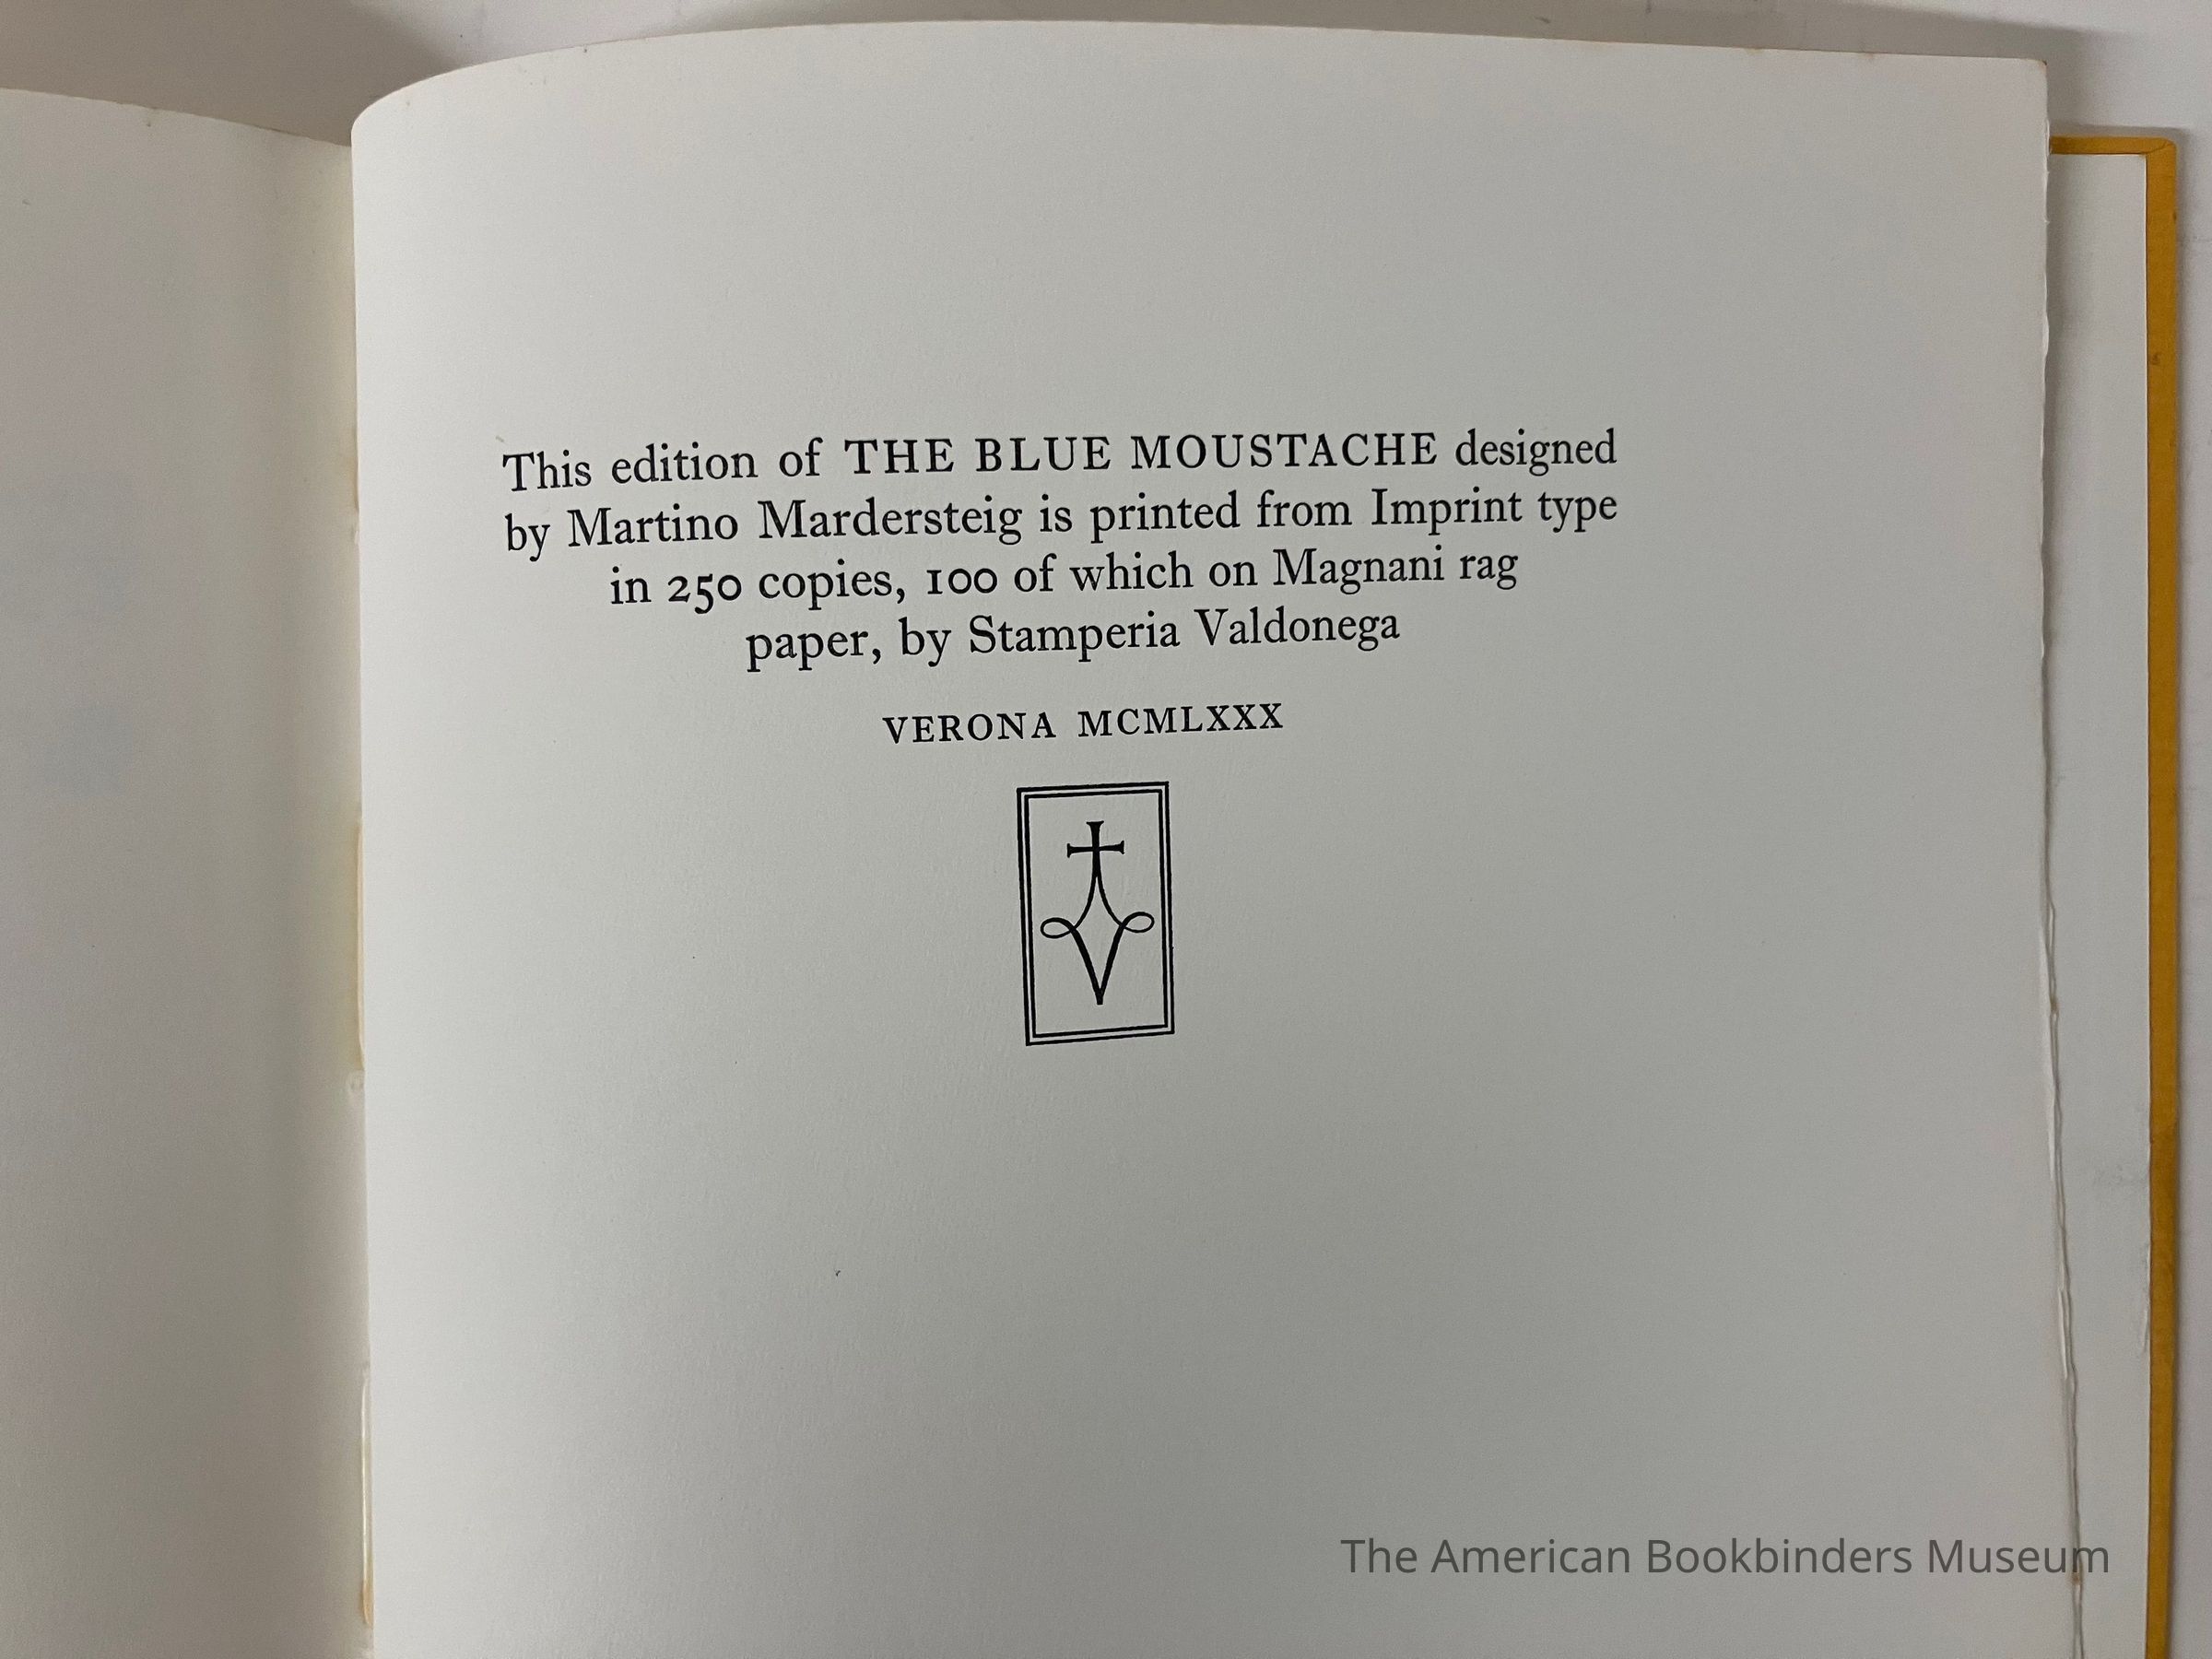 This edition of THE BLUE MOUSTACHE designed
by Martino Mardersteig is printed from Imprint type
in 250 copies, 100 of which on Magnani rag
paper, by Stamperia Valdonega
VERONA MCMLXXX
The American Bookbinders Museum